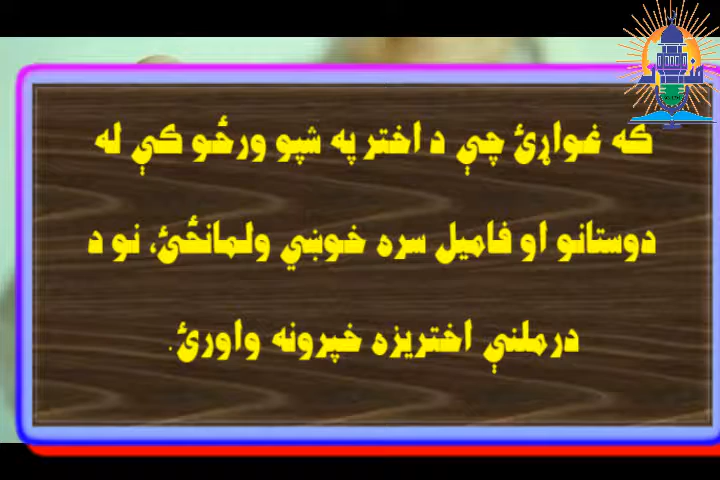 که غواړئ چې د اختر په شپو ورځو کې له
دوستانو او فامیل سره خوښي ولمانځئ، نو د
درملنې اختریزه خپرونه واورئ.